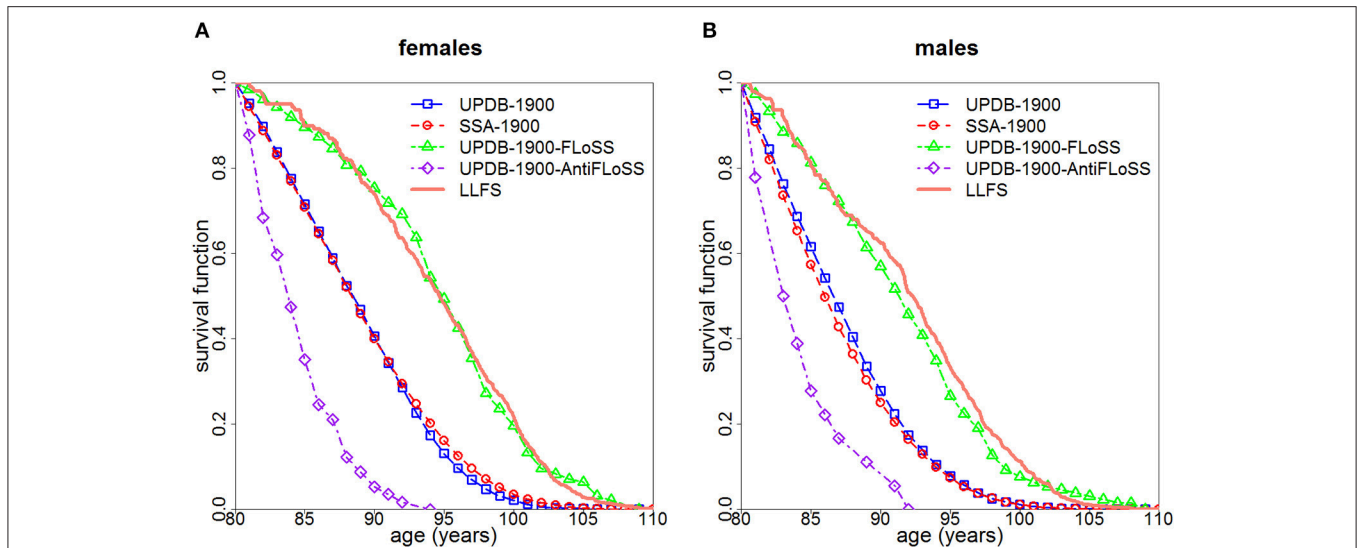 A
females
survival function
1.0
0.8
0.6
0.4
0.2
0.0
UPDB-1900
SSA-1900
UPDB-1900-FLoSS
UPDB-1900-AntiFLoSS
LLFS
80 85 90 95 100 105 110
age (years)
B
males
survival function
1.0
0.8
0.6
0.4
0.2
0.0
UPDB-1900
SSA-1900
UPDB-1900-FLoSS
UPDB-1900-AntiFLoSS
LLFS
80 85 90 95 100 105 110
age (years)